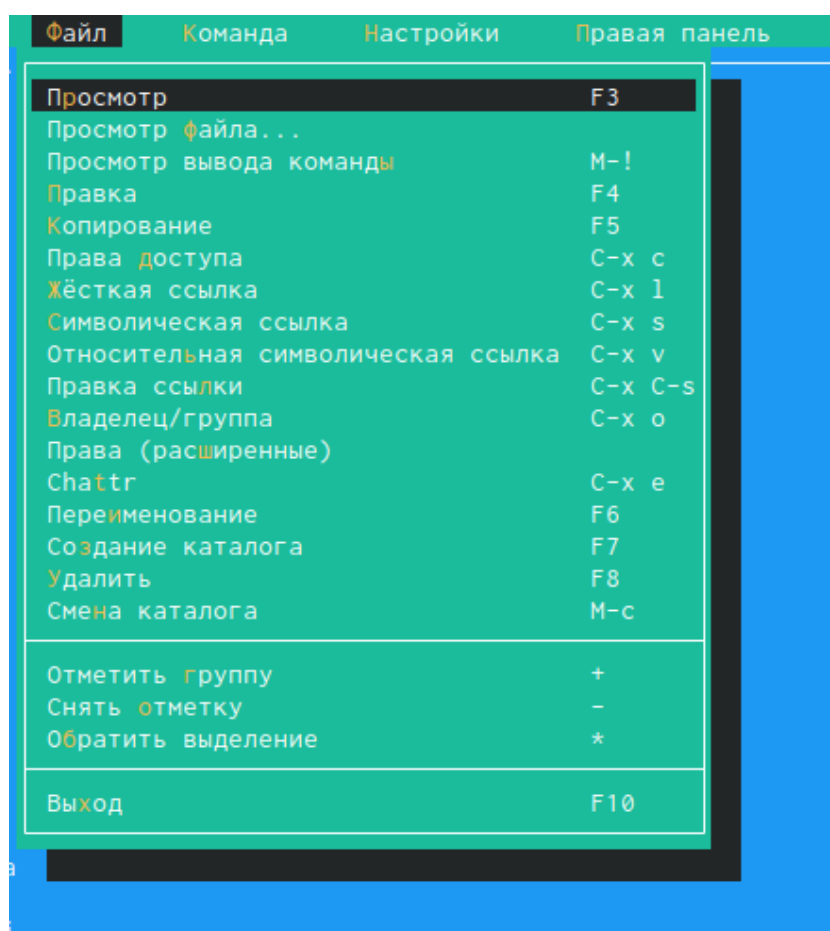 Файл Команда Настройки Правая панель
Просмотр F3
Просмотр файла...
Просмотр вывода команды M-!
Правка F4
Копирование F5
Права доступа C-x c
Жёсткая ссылка C-x l
Символическая ссылка C-x s
Относительная символическая ссылка C-x v
Правка ссылки C-x C-s
Владелец/группа C-x o
Права (расширенные)
Chattr C-x e
Переименование F6
Создание каталога F7
Удалить F8
Смена каталога M-c
Отметить группу +
Снять отметку -
Обратить выделение *
Выход F10
а